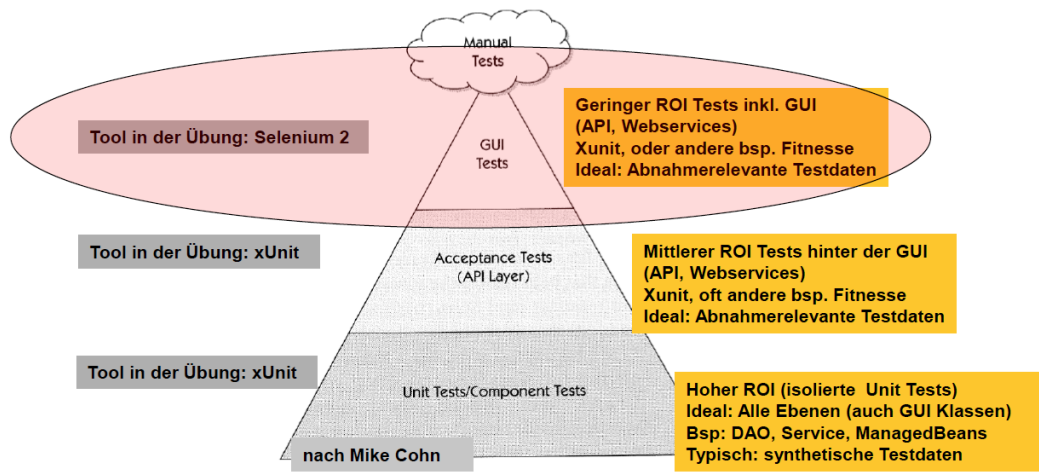 Manual
Tests
Tool in der Übung: Selenium 2
GUI
Tests
Geringer ROI Tests inkl. GUI
(API, Webservices)
Xunit, oder andere bsp. Fitnesse
Ideal: Abnahmerelevante Testdaten
Tool in der Übung: xUnit
Acceptance Tests
(API Layer)
Mittlerer ROI Tests hinter der GUI
(API, Webservices)
Xunit, oft andere bsp. Fitnesse
Ideal: Abnahmerelevante Testdaten
Tool in der Übung: xUnit
Unit Tests/Component Tests
Hoher ROI (isolierte  Unit Tests)
Ideal: Alle Ebenen (auch GUI Klassen)
Bsp: DAO, Service, ManagedBeans
Typisch: synthetische Testdaten
nach Mike Cohn